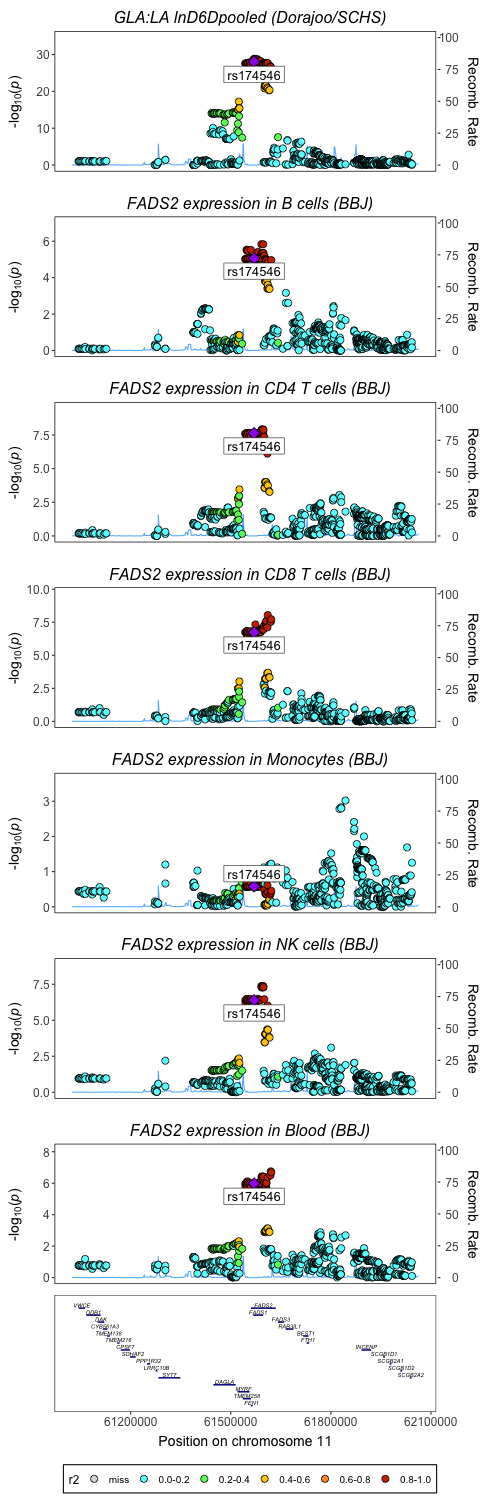 GLA:LA lnD6Dpooled (Dorajoo/SCHS)
-log10(p)
30
20
10
0
rs174546
100
75
50
25
0
Recomb. Rate
FADS2 expression in B cells (BBJ)
-log10(p)
6
4
2
0
rs174546
100
75
50
25
0
Recomb. Rate
FADS2 expression in CD4 T cells (BBJ)
-log10(p)
7.5
5.0
2.5
0.0
rs174546
100
75
50
25
0
Recomb. Rate
FADS2 expression in CD8 T cells (BBJ)
-log10(p)
10.0
7.5
5.0
2.5
0.0
rs174546
100
75
50
25
0
Recomb. Rate
FADS2 expression in Monocytes (BBJ)
-log10(p)
3
2
1
0
rs174546
100
75
50
25
0
Recomb. Rate
FADS2 expression in NK cells (BBJ)
-log10(p)
7.5
5.0
2.5
0.0
rs174546
100
75
50
25
0
Recomb. Rate
FADS2 expression in Blood (BBJ)
-log10(p)
8
6
4
2
0
rs174546
100
75
50
25
0
Recomb. Rate
VWCE FADS2
DDB1 FADS1
DAK FADS3
CYB561A3 RAB3IL1
TMEM138 BEST1
TMEM216 FTH1
CPSF7 INCENP
SDHAF2 SCGB1D1
PPP1R32 SCGB2A1
LRRC10B SCGB1D2
SYT7 SCGB2A2
DAGLA
MYRF
TMEM258
FEN1
61200000 61500000 61800000 62100000
Position on chromosome 11
r2 miss 0.0-0.2 0.2-0.4 0.4-0.6 0.6-0.8 0.8-1.0